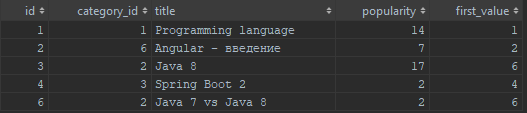 id category_id title popularity first_value
1 1 Programming language 14 1
2 6 Angular - введение 7 2
3 2 Java 8 17 6
4 3 Spring Boot 2 2 4
6 2 Java 7 vs Java 8 2 6